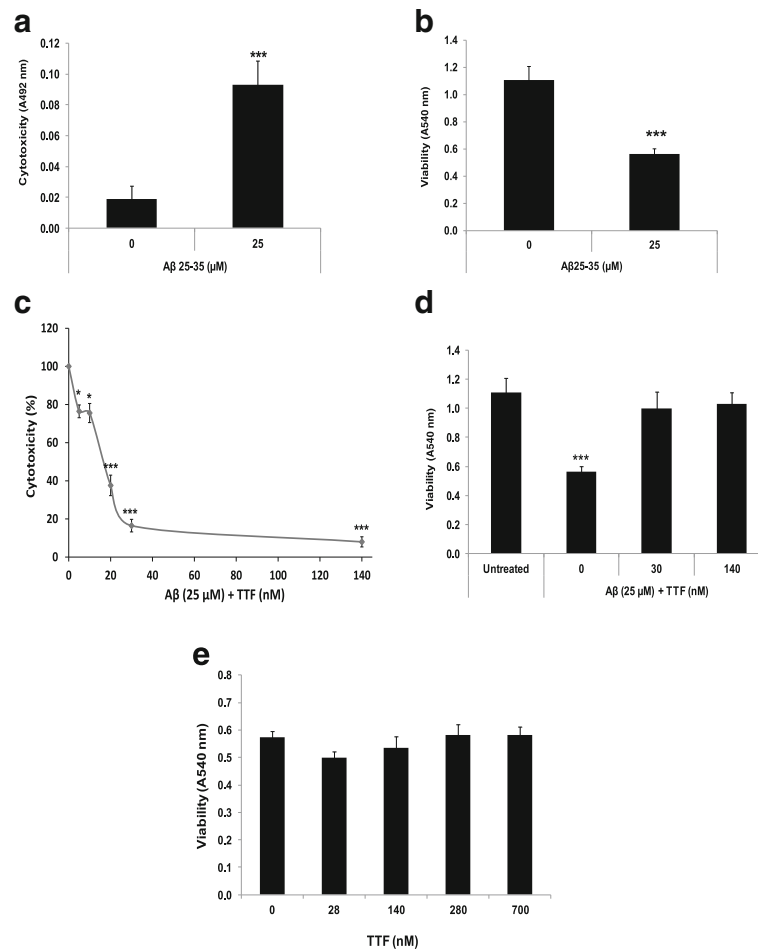 a
0.12
0.10
0.08
0.06
0.04
0.02
0.00
Cytotoxicity (A492 nm)
***
0 25
Aβ 25-35 (µM)
b
1.4
1.2
1.0
0.8
0.6
0.4
0.2
0.0
Viability (A540 nm)
***
0 25
Aβ25-35 (µM)
c
120
100
80
60
40
20
0
Cytotoxicity (%)
* *
***
***
***
0 20 40 60 80 100 120 140
Aβ (25 µM) + TTF (nM)
d
1.4
1.2
1.0
0.8
0.6
0.4
0.2
0.0
Viability (A540 nm)
***
Untreated 0 30 140
Aβ (25 µM) + TTF (nM)
e
0.8
0.7
0.6
0.5
0.4
0.3
0.2
0.1
0.0
Viability (A540 nm)
0 28 140 280 700
TTF (nM)